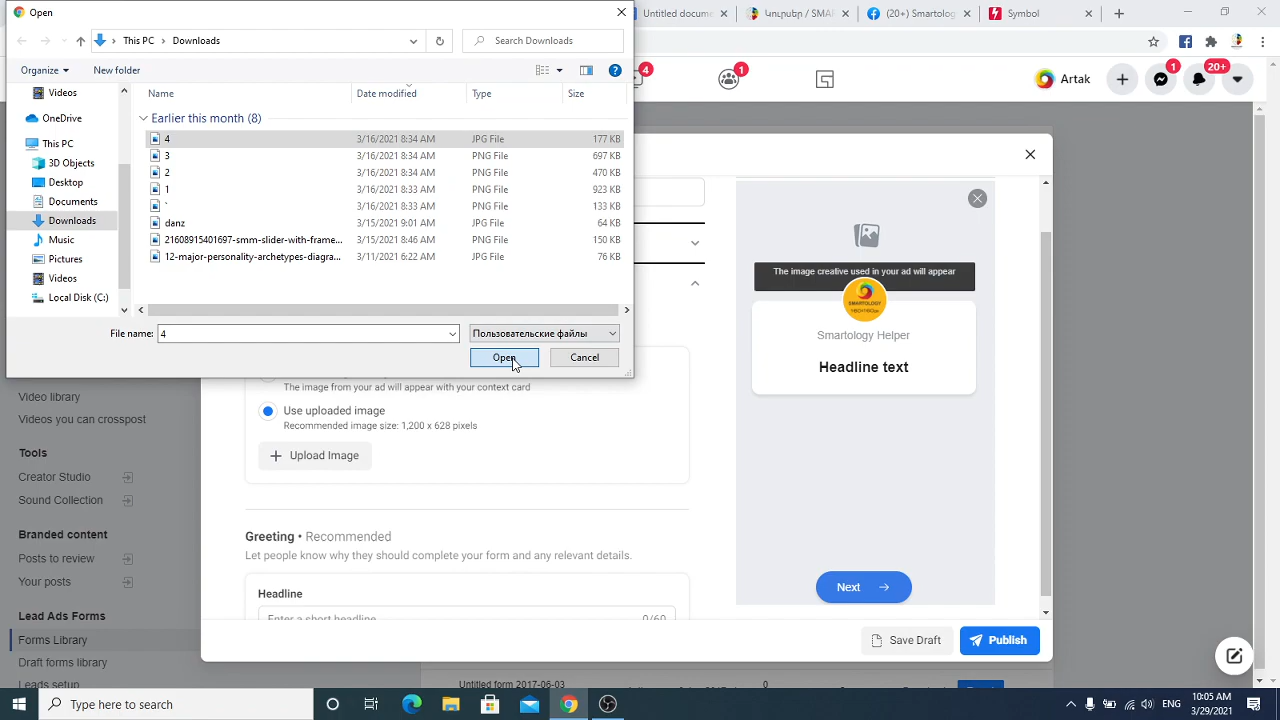 Open
Untitled docume
Կուպեր / SMA
(20+) Smartolog
Symbol
This PC
Downloads
Search Downloads
Organize
New folder
4
1
Artak
1
20+
Videos
OneDrive
This PC
3D Objects
Desktop
Documents
Downloads
Music
Pictures
Videos
Local Disk (C:)
Name Date modified Type Size
Earlier this month (8)
4 3/16/2021 8:34 AM JPG File 177 KB
3 3/16/2021 8:34 AM PNG File 697 KB
2 3/16/2021 8:34 AM PNG File 470 KB
1 3/16/2021 8:33 AM PNG File 923 KB
` 3/16/2021 8:33 AM PNG File 133 KB
danz 3/15/2021 9:01 AM JPG File 64 KB
21608915401697-smm-slider-with-frame... 3/15/2021 8:46 AM PNG File 150 KB
12-major-personality-archetypes-diagra... 3/11/2021 6:22 AM JPG File 76 KB
File name: 4 Пользовательские файлы
Open Cancel
The image from your ad will appear with your context card
Use uploaded image
Recommended image size: 1,200 x 628 pixels
Upload Image
Greeting • Recommended
Let people know why they should complete your form and any relevant details.
Headline
Enter a short headline 0/60
The image creative used in your ad will appear
SMARTOLOGY
Smartology Helper
Headline text
Next
Save Draft
Publish
Video library
Videos you can crosspost
Tools
Creator Studio
Sound Collection
Branded content
Posts to review
Your posts
Lead Ads Forms
Forms Library
Draft forms library
Leads setup
Untitled form 2017-06-03
0
Type here to search
10:05 AM
3/29/2021